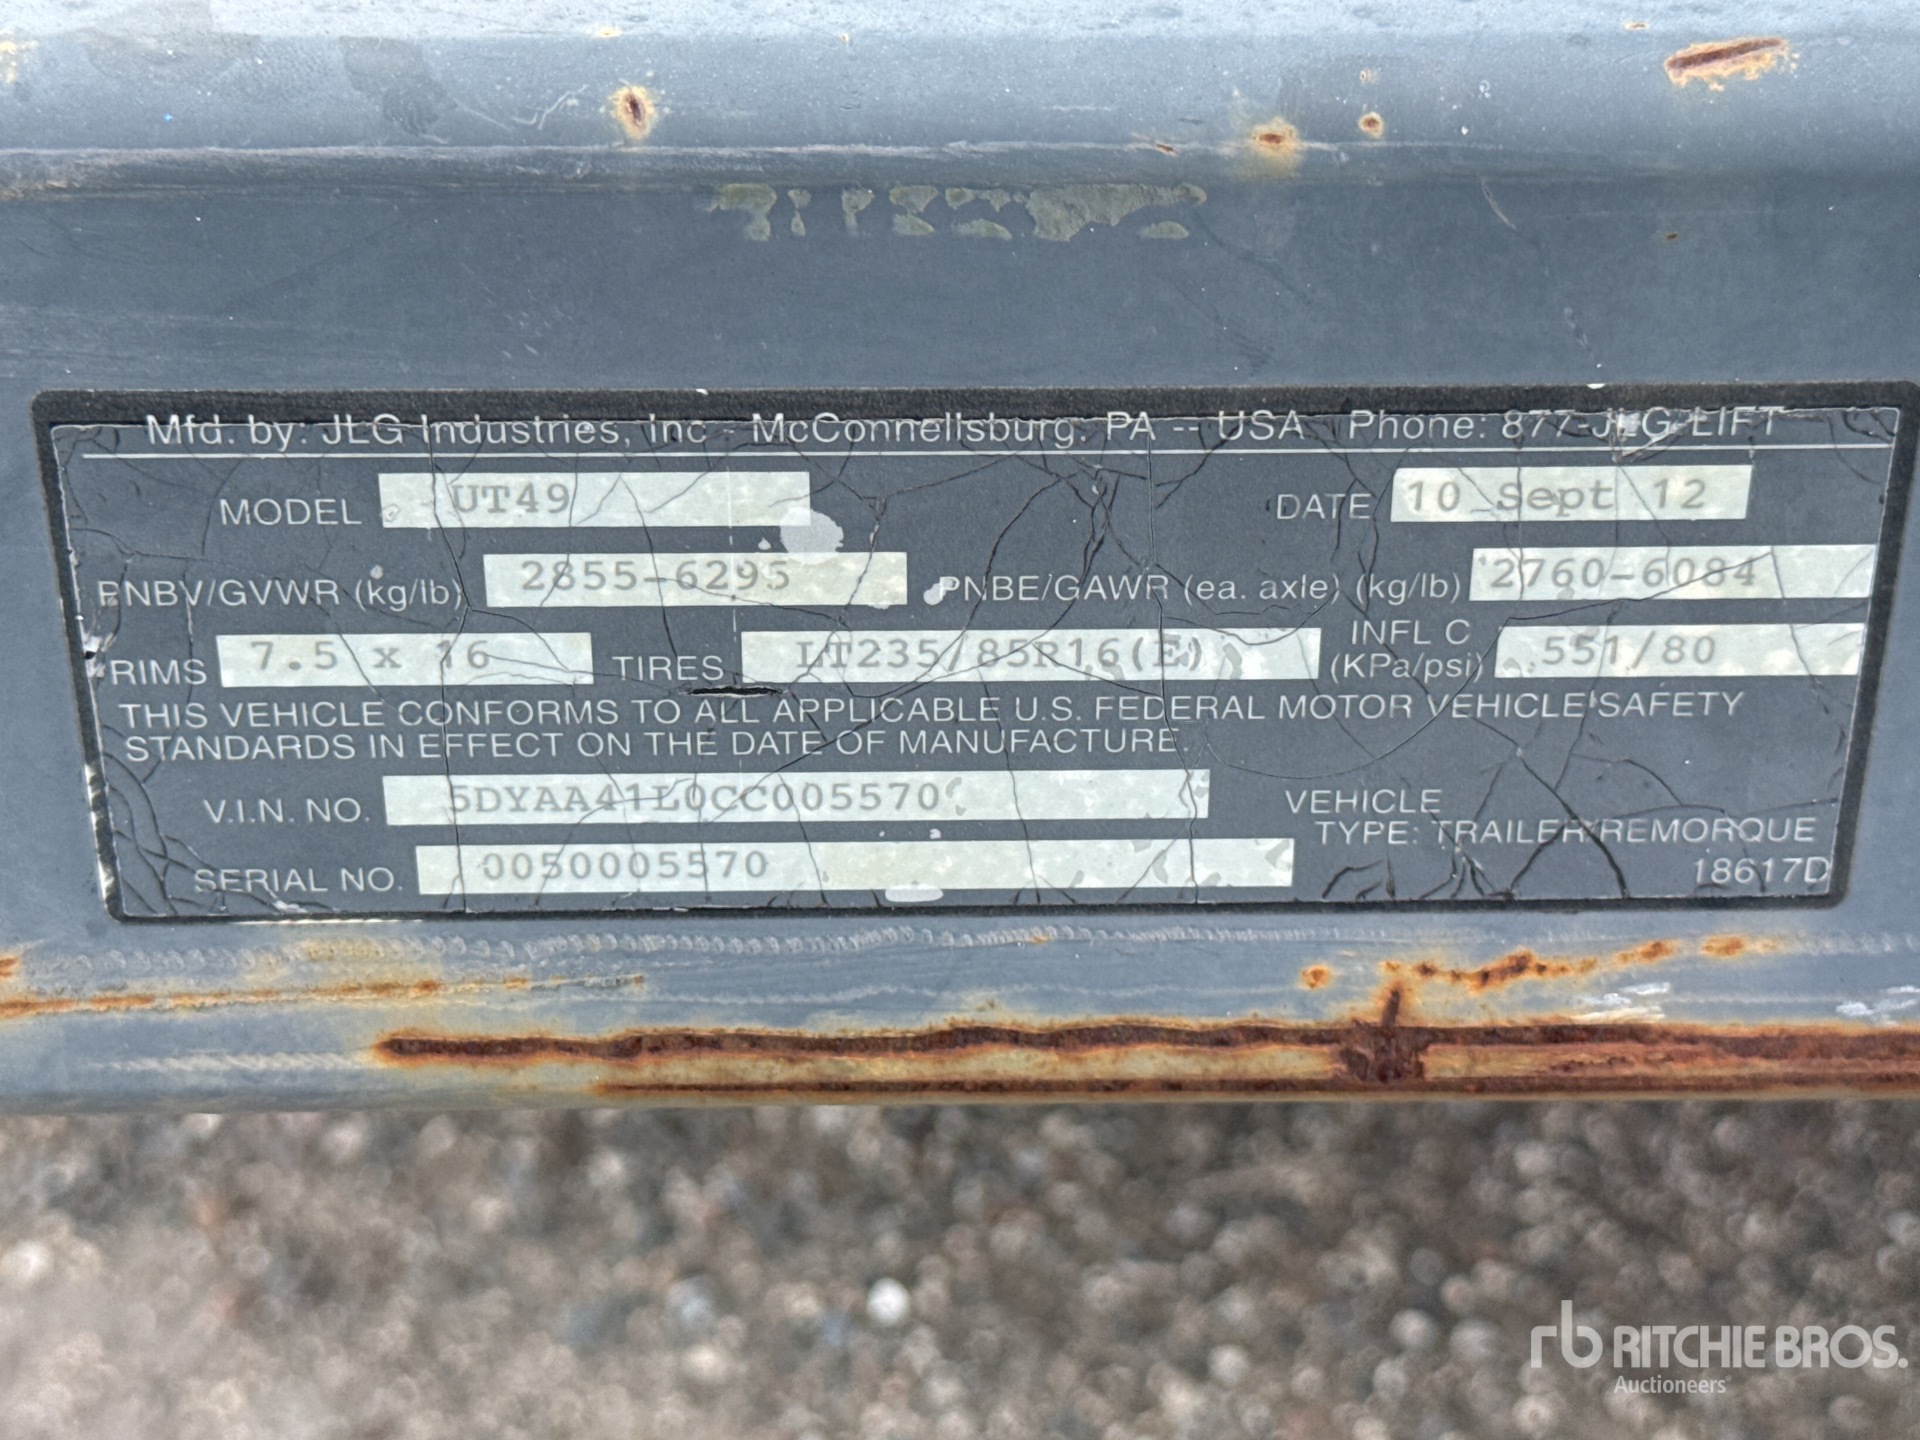 Mfd. by: JLG Industries, Inc - McConnellsburg, PA -- USA Phone: 877-JLG-LIFT
MODEL UT49 DATE 10 Sept 12
PNBV/GVWR (kg/lb) 2855-6295 PNBE/GAWR (ea. axle) (kg/lb) 2760-6084
RIMS 7.5 x 16 TIRES LT235/85R16(E) INFL C (KPa/psi) 551/80
THIS VEHICLE CONFORMS TO ALL APPLICABLE U.S. FEDERAL MOTOR VEHICLE SAFETY
STANDARDS IN EFFECT ON THE DATE OF MANUFACTURE.
V.I.N. NO. 5DYAA41L0CC005570 VEHICLE
TYPE: TRAILER/REMORQUE
SERIAL NO. 0050005570 18617D
rb RITCHIE BROS.
Auctioneers